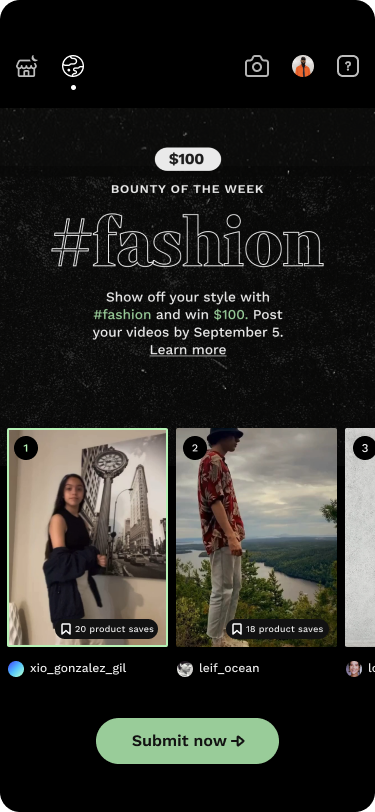 ?
$100
BOUNTY OF THE WEEK
#fashion
Show off your style with
#fashion and win $100. Post
your videos by September 5.
Learn more
1
2
3
20 product saves
18 product saves
xio_gonzalez_gil
leif_ocean
Submit now